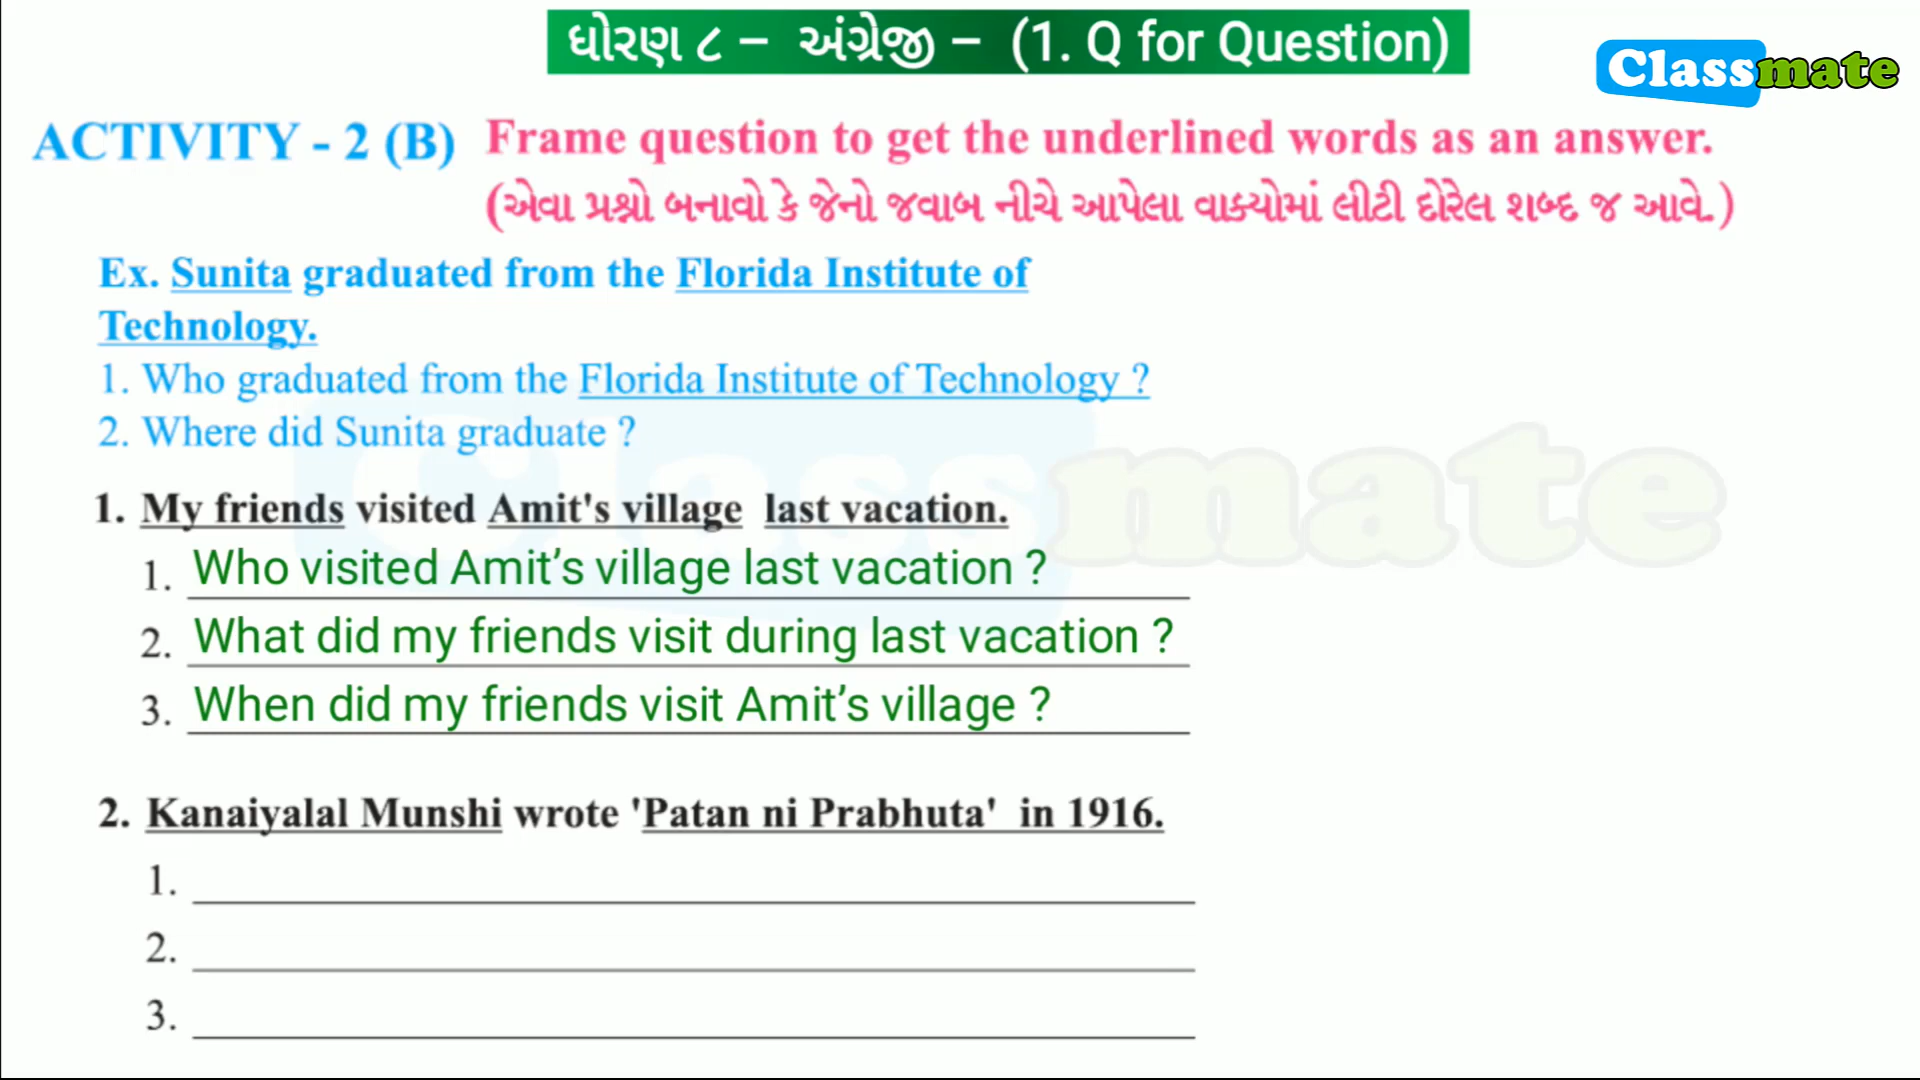 ધોરણ ૮ – અંગ્રેજી – (1. Q for Question)
Classmate
ACTIVITY - 2 (B) Frame question to get the underlined words as an answer.
(એવા પ્રશ્નો બનાવો કે જેનો જવાબ નીચે આપેલા વાક્યોમાં લીટી દોરેલ શબ્દ જ આવે.)
Ex. Sunita graduated from the Florida Institute of
Technology.
1. Who graduated from the Florida Institute of Technology ?
2. Where did Sunita graduate ?
Classmate
1. My friends visited Amit's village last vacation.
1. Who visited Amit’s village last vacation ?
2. What did my friends visit during last vacation ?
3. When did my friends visit Amit’s village ?
2. Kanaiyalal Munshi wrote 'Patan ni Prabhuta' in 1916.
1.
2.
3.